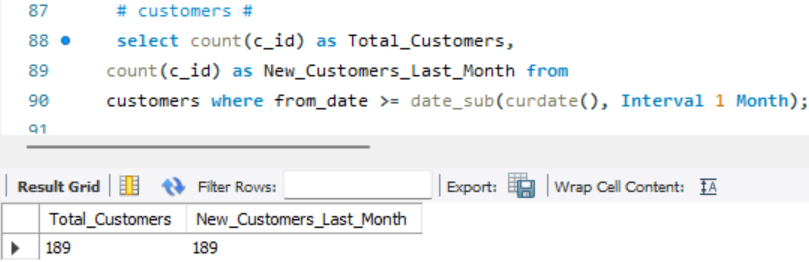 87 # customers #
88 select count(c_id) as Total_Customers,
89 count(c_id) as New_Customers_Last_Month from
90 customers where from_date >= date_sub(curdate(), Interval 1 Month);
91
Result Grid Filter Rows: Export: Wrap Cell Content: IA
Total_Customers New_Customers_Last_Month
189 189